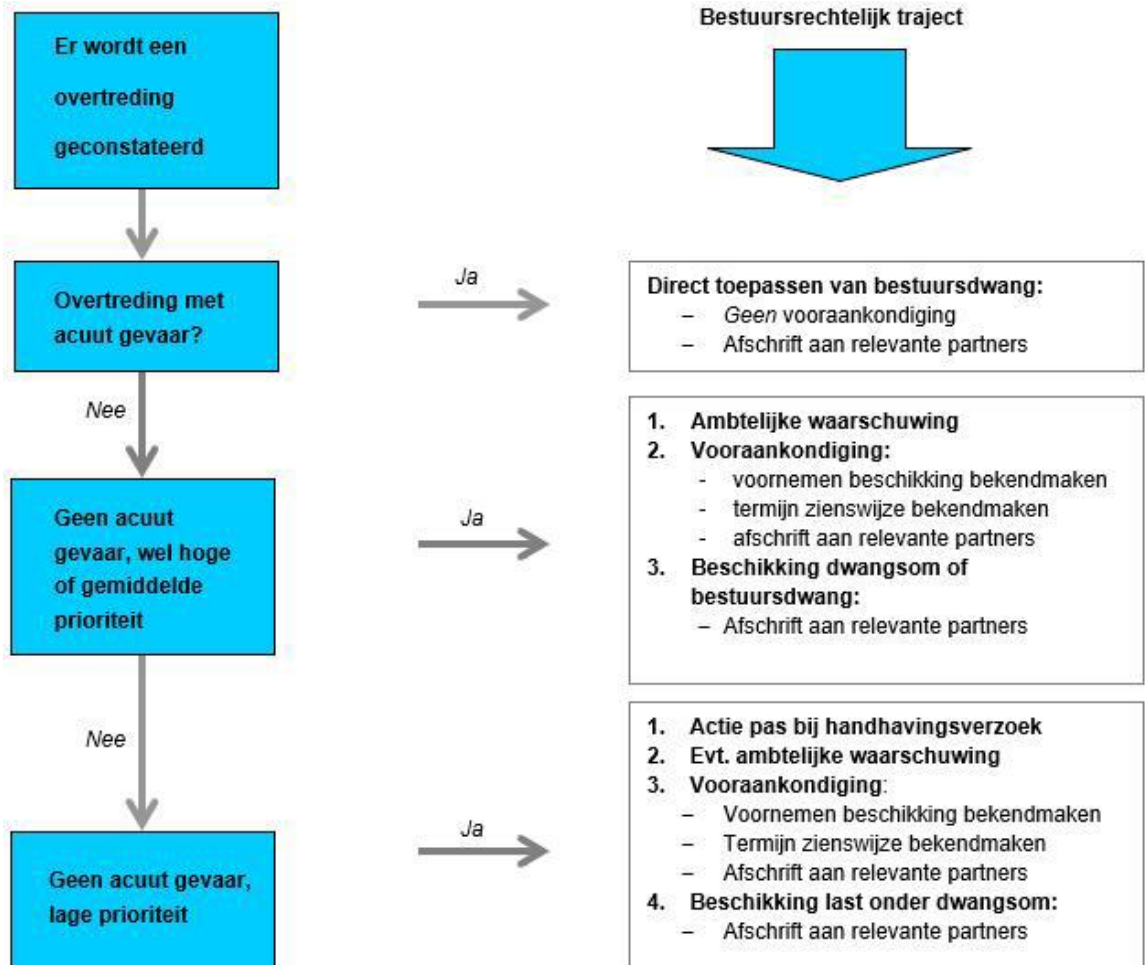 Bestuursrechtelijk traject
Er wordt een
overtreding
geconstateerd
Overtreding met
acuut gevaar?
Ja
Direct toepassen van bestuursdwang:
– Geen vooraankondiging
– Afschrift aan relevante partners
Nee
Geen acuut
gevaar, wel hoge
of gemiddelde
prioriteit
Ja
1. Ambtelijke waarschuwing
2. Vooraankondiging:
- voornemen beschikking bekendmaken
- termijn zienswijze bekendmaken
- afschrift aan relevante partners
3. Beschikking dwangsom of
bestuursdwang:
– Afschrift aan relevante partners
Nee
Geen acuut gevaar,
lage prioriteit
Ja
1. Actie pas bij handhavingsverzoek
2. Evt. ambtelijke waarschuwing
3. Vooraankondiging:
– Voornemen beschikking bekendmaken
– Termijn zienswijze bekendmaken
– Afschrift aan relevante partners
4. Beschikking last onder dwangsom:
– Afschrift aan relevante partners